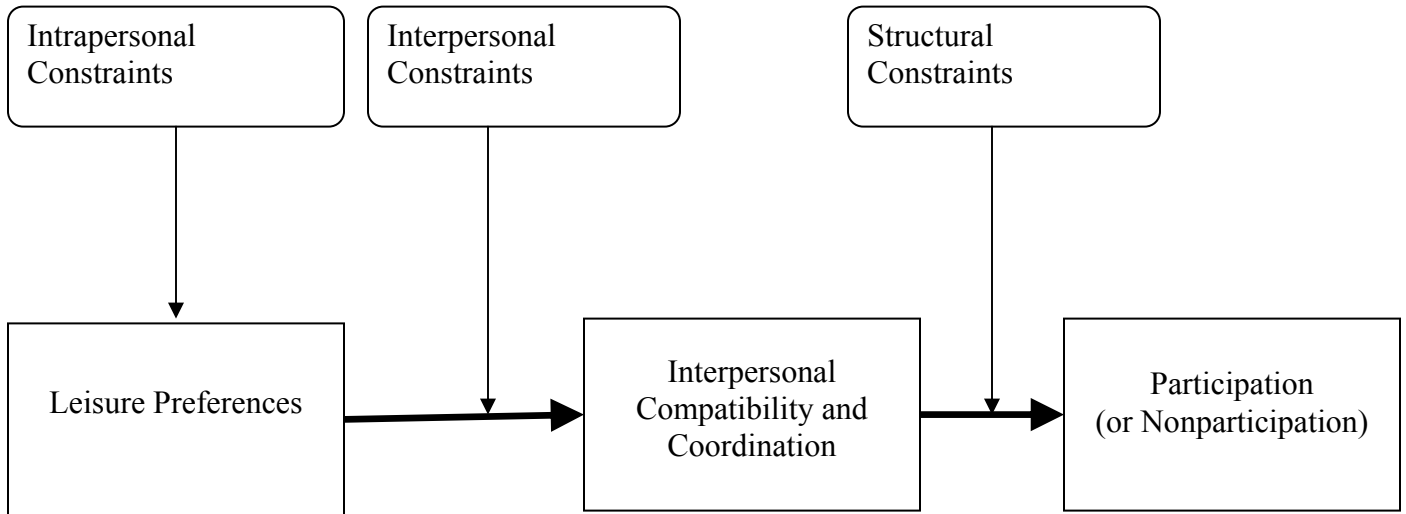 Intrapersonal
Constraints
Interpersonal
Constraints
Structural
Constraints
Leisure Preferences
Interpersonal
Compatibility and
Coordination
Participation
(or Nonparticipation)